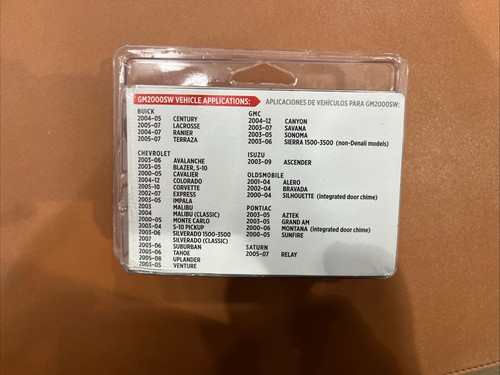 GM2000SW VEHICLE APPLICATIONS:
APLICACIONES DE VEHÍCULOS PARA GM2000SW:
BUICK
2004-05 CENTURY
2005-07 LACROSSE
2004-07 RANIER
2005-07 TERRAZA
CHEVROLET
2003-06 AVALANCHE
2003-05 BLAZER, S-10
2000-05 CAVALIER
2004-12 COLORADO
2005-10 CORVETTE
2002-07 EXPRESS
2003-05 IMPALA
2003 MALIBU
2004 MALIBU (CLASSIC)
2000-05 MONTE CARLO
2003-04 S-10 PICKUP
2003-06 SILVERADO 1500-3500
2007 SILVERADO (CLASSIC)
2003-06 SUBURBAN
2003-06 TAHOE
2005-08 UPLANDER
2003-05 VENTURE
GMC
2004-12 CANYON
2003-07 SAVANA
2003-05 SONOMA
2003-06 SIERRA 1500-3500 (non-Denali models)
ISUZU
2003-09 ASCENDER
OLDSMOBILE
2001-04 ALERO
2002-04 BRAVADA
2000-04 SILHOUETTE (integrated door chime)
PONTIAC
2003-05 AZTEK
2003-05 GRAND AM
2000-06 MONTANA (integrated door chime)
2000-05 SUNFIRE
SATURN
2005-07 RELAY